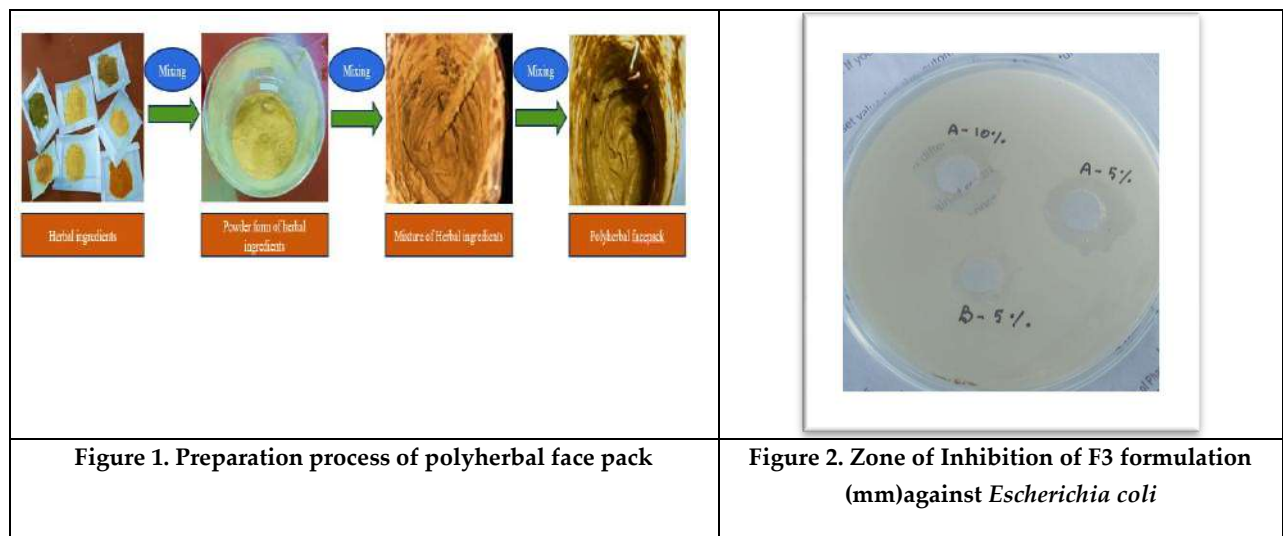 Mixing
Mixing
Mixing
Herbal ingredients
Powder form of herbal
ingredients
Mixture of Herbal ingredients
Polyherbal facepack
A-10%
A-5%
B-5%
Figure 1. Preparation process of polyherbal face pack
Figure 2. Zone of Inhibition of F3 formulation
(mm)against Escherichia coli